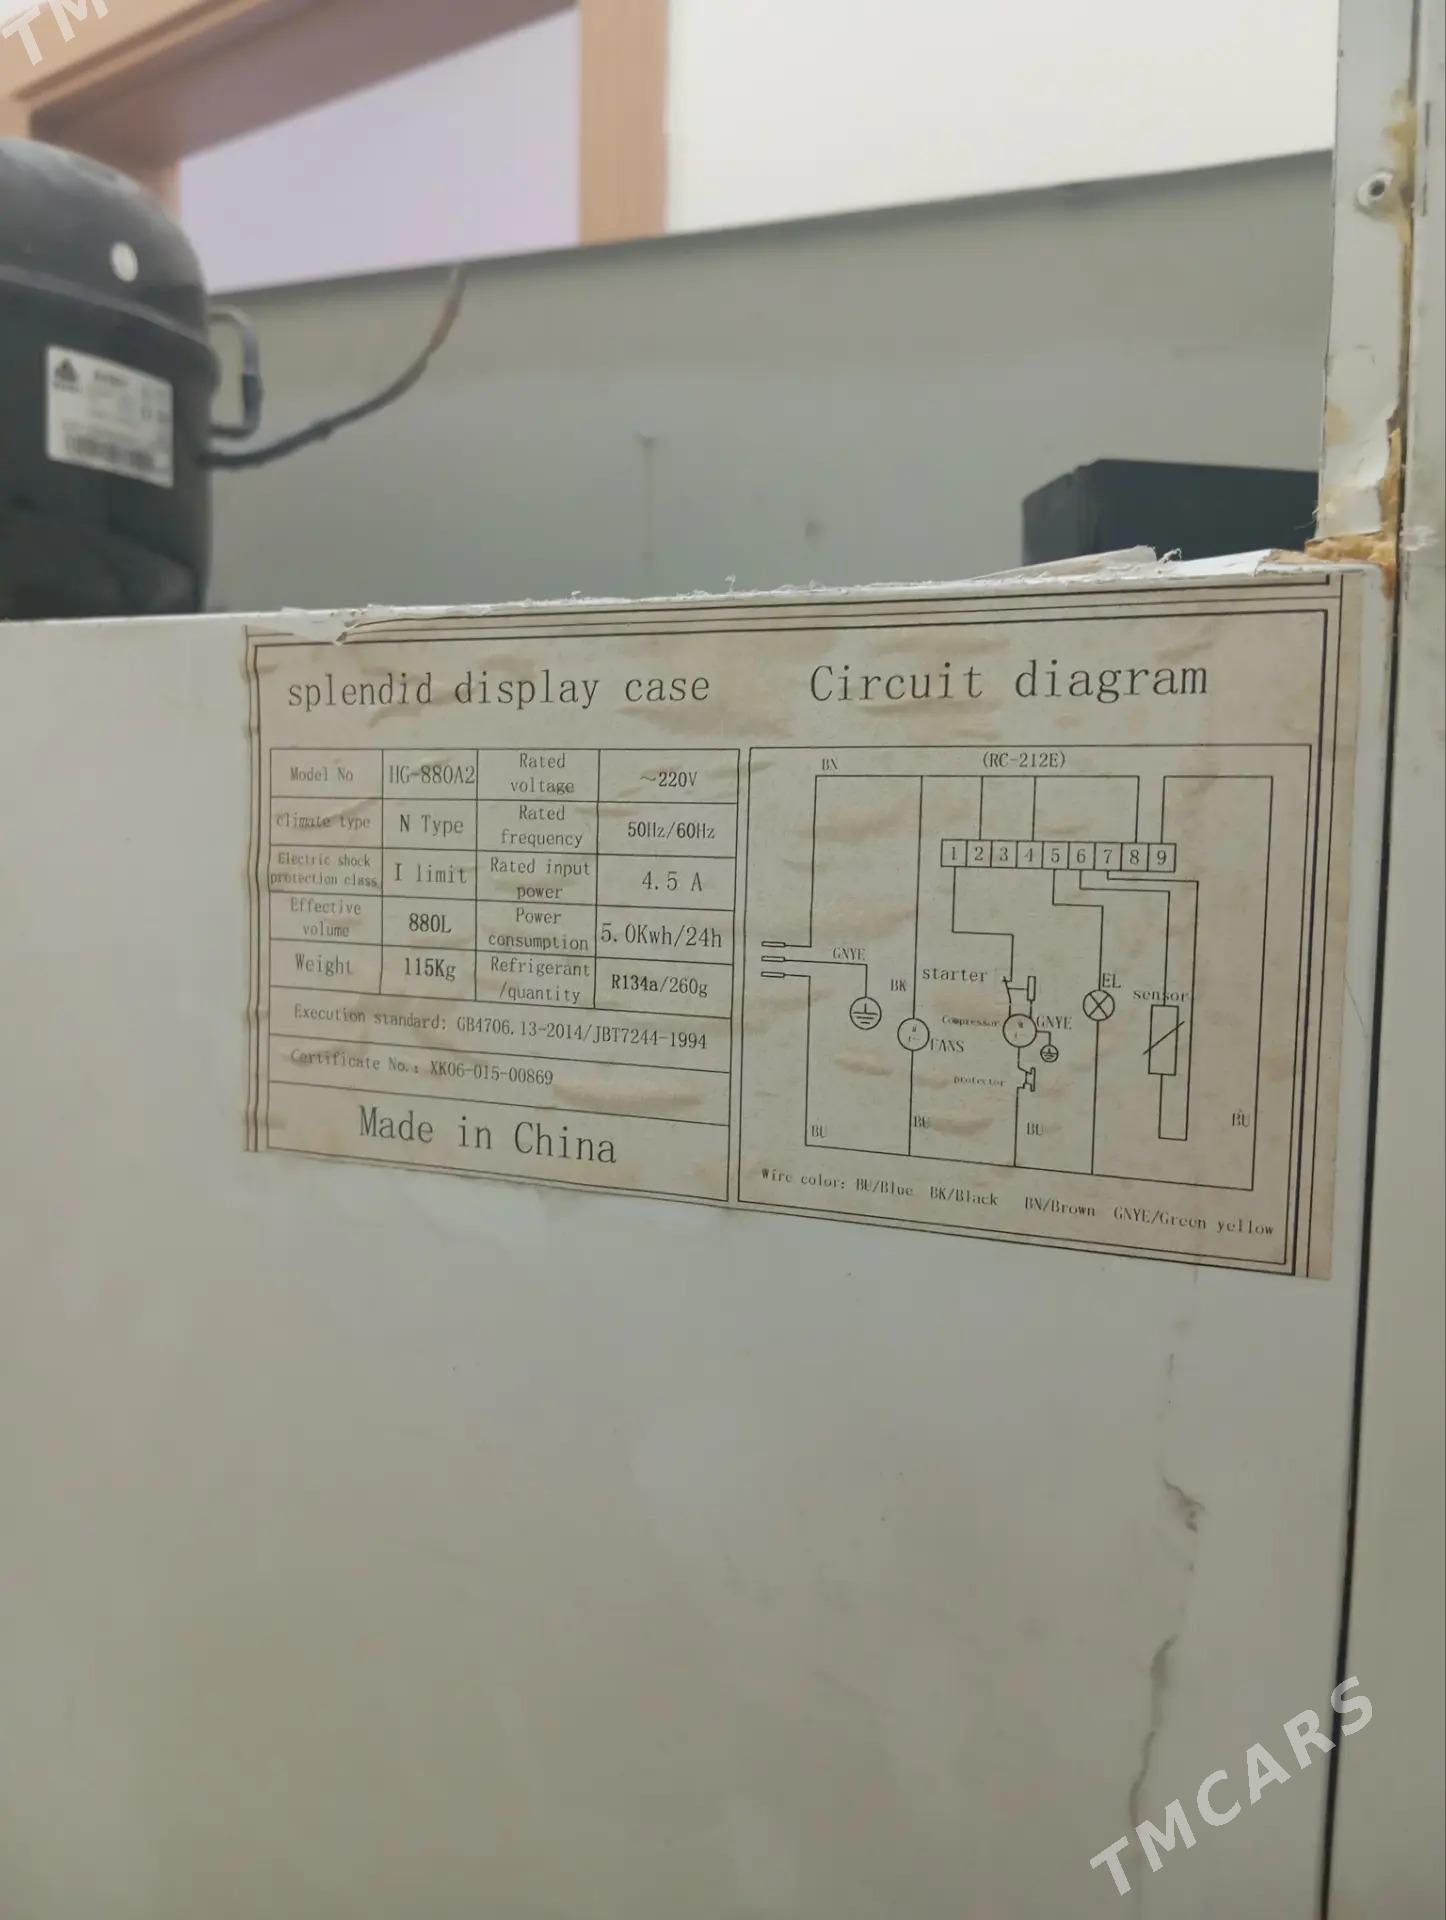 TM
splendid display case
Model No HG-880A2 Rated voltage ~220V
Climate type N Type Rated frequency 50Hz/60Hz
Electric shock protection class I limit Rated input power 4.5 A
Effective volume 880L Power consumption 5.0Kwh/24h
Weight 115Kg Refrigerant /quantity R134a/260g
Execution standard: GB4706.13-2014/JBT7244-1994
Certificate No.: XK06-015-00869
Made in China
Circuit diagram
BN (RC-212E)
1 2 3 4 5 6 7 8 9
GNYE
BK starter EL sensor
Compressor GNYE
FANS
protector
BU BU BU BU
Wire color: BU/Blue BK/Black BN/Brown GNYE/Green yellow
TMCARS